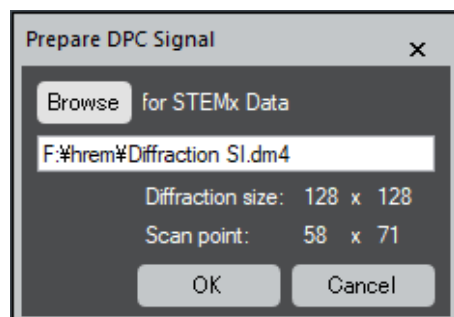 Prepare DPC Signal
Browse for STEMx Data
F:¥hrem¥Diffraction SI.dm4
Diffraction size: 128 x 128
Scan point: 58 x 71
OK Cancel